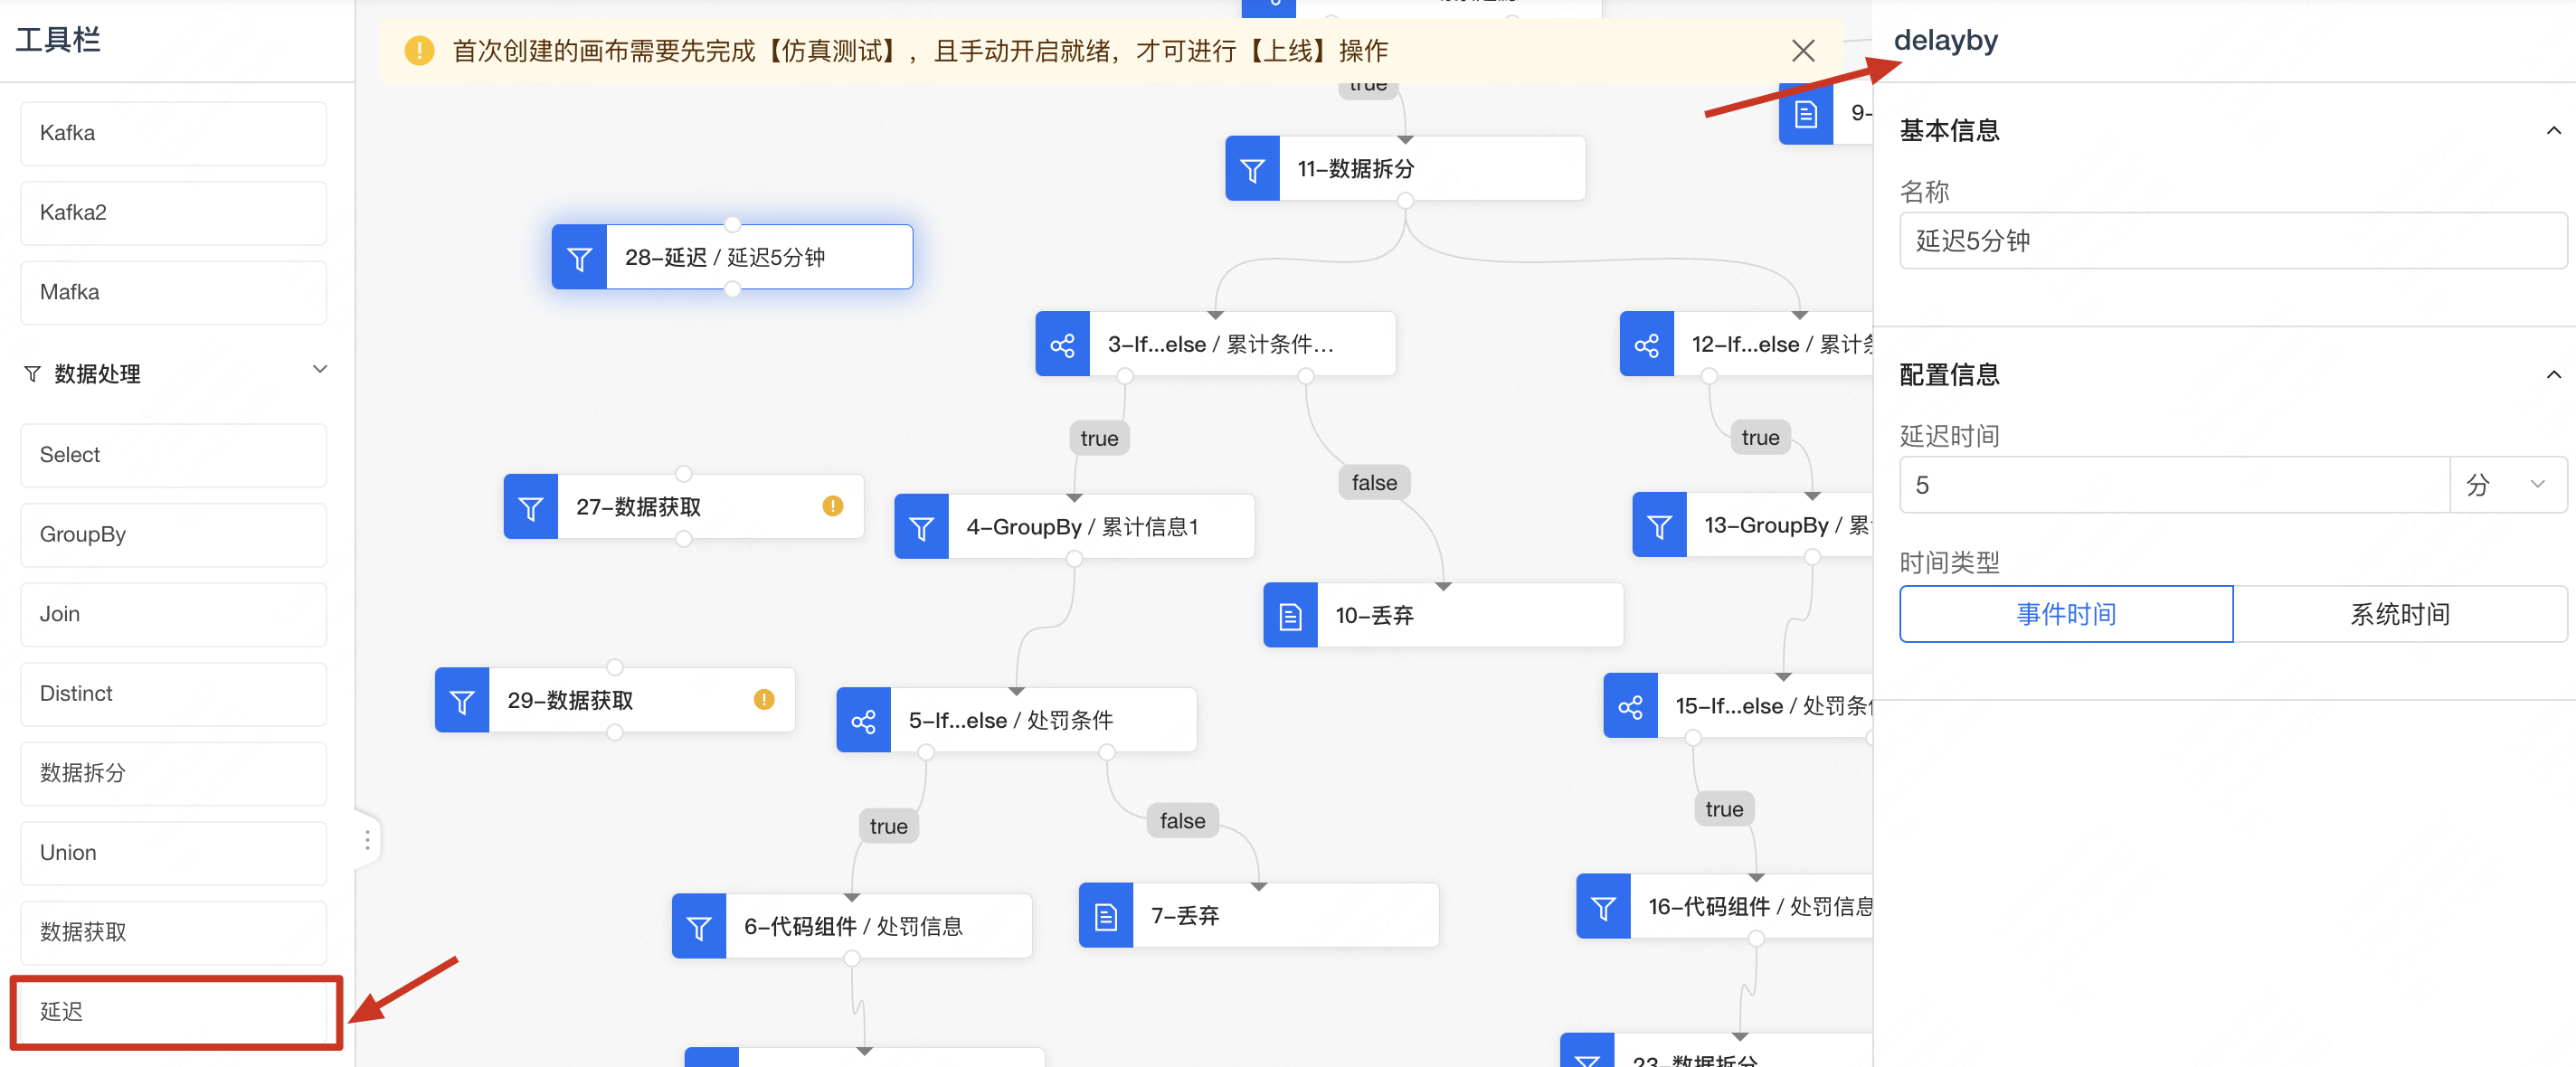 工具栏
Kafka
Kafka2
Mafka
数据处理
Select
GroupBy
Join
Distinct
数据拆分
Union
数据获取
延迟
首次创建的画布需要先完成【仿真测试】，且手动开启就绪，才可进行【上线】操作
true
9-
11-数据拆分
28-延迟 / 延迟5分钟
3-If...else / 累计条件...
12-If...else / 累计条
true
false
true
27-数据获取
4-GroupBy / 累计信息1
13-GroupBy / 累
10-丢弃
29-数据获取
5-If...else / 处罚条件
15-If...else / 处罚条件
true
false
true
6-代码组件 / 处罚信息
7-丢弃
16-代码组件 / 处罚信息
23-数据拆分
delayby
基本信息
名称
延迟5分钟
配置信息
延迟时间
5
分
时间类型
事件时间
系统时间